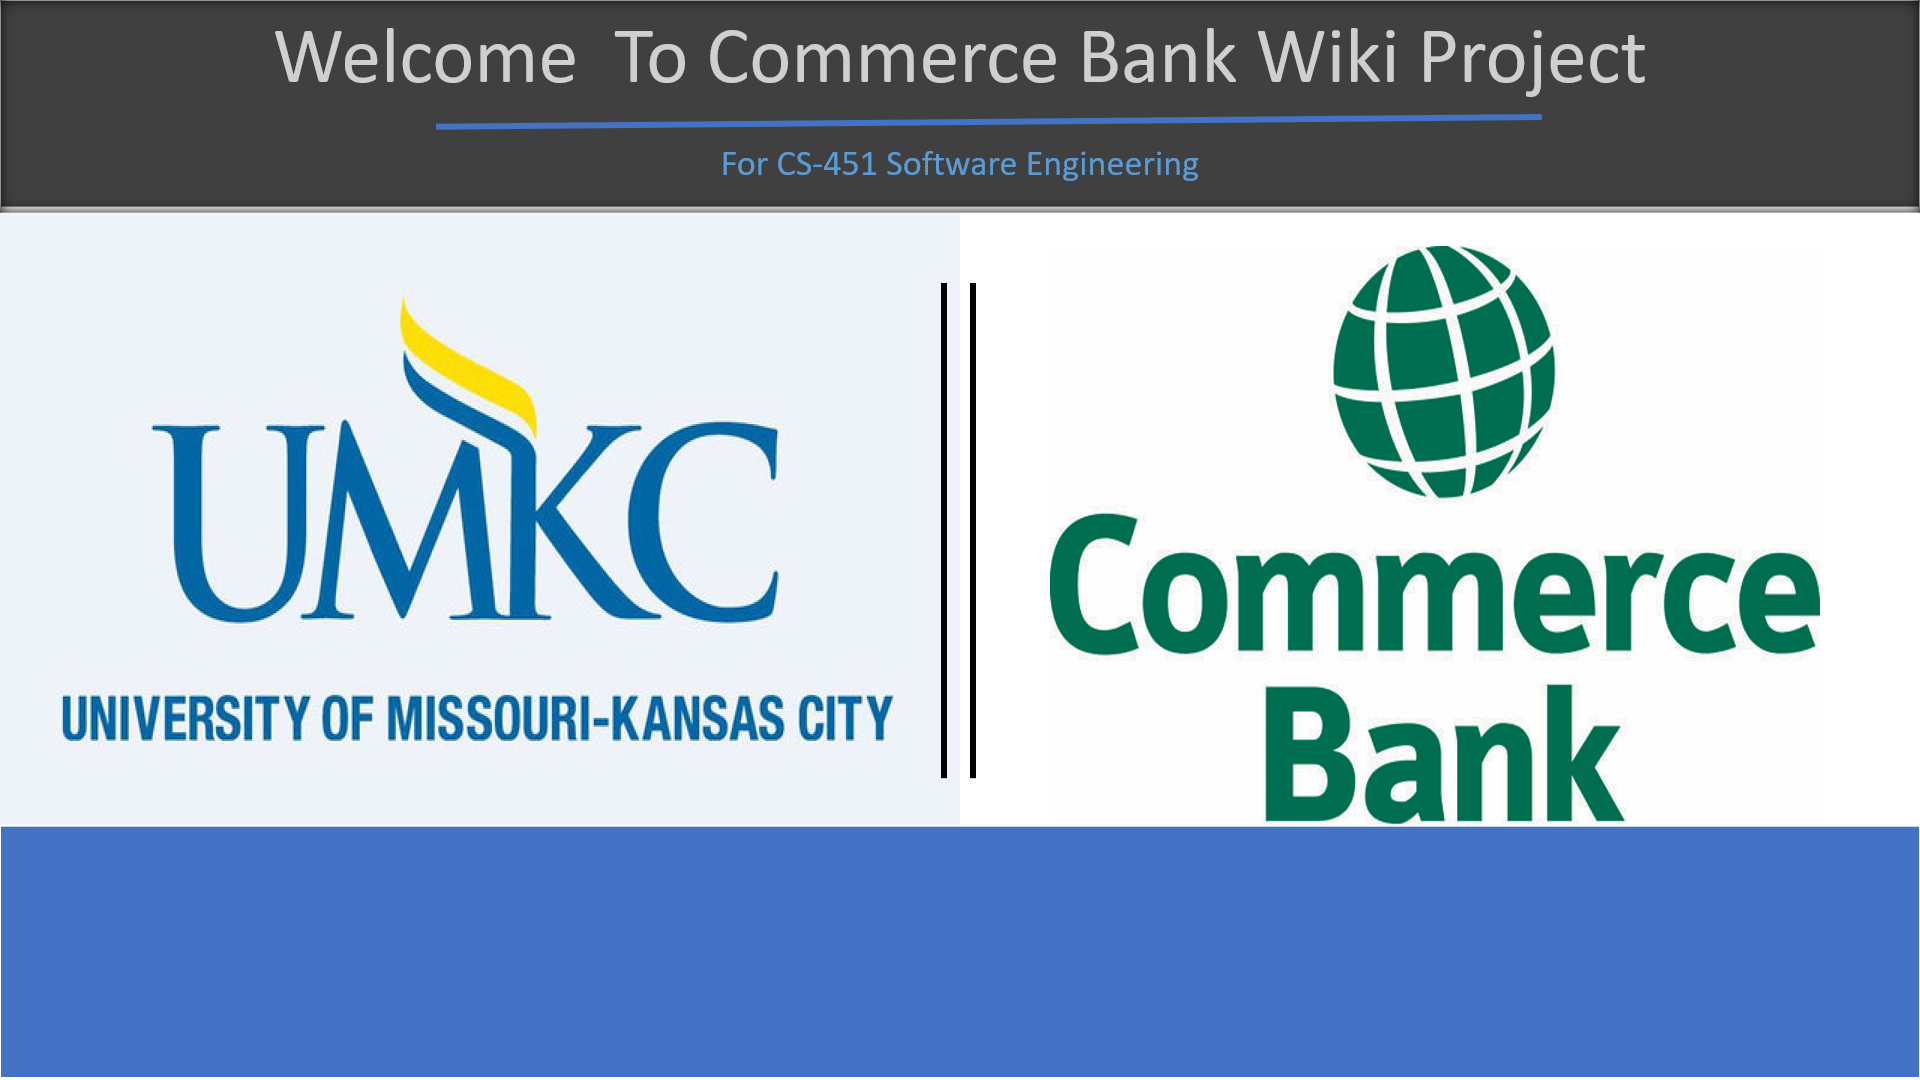 Welcome  To Commerce Bank Wiki Project
For CS-451 Software Engineering
UMKC
UNIVERSITY OF MISSOURI-KANSAS CITY
Commerce
Bank